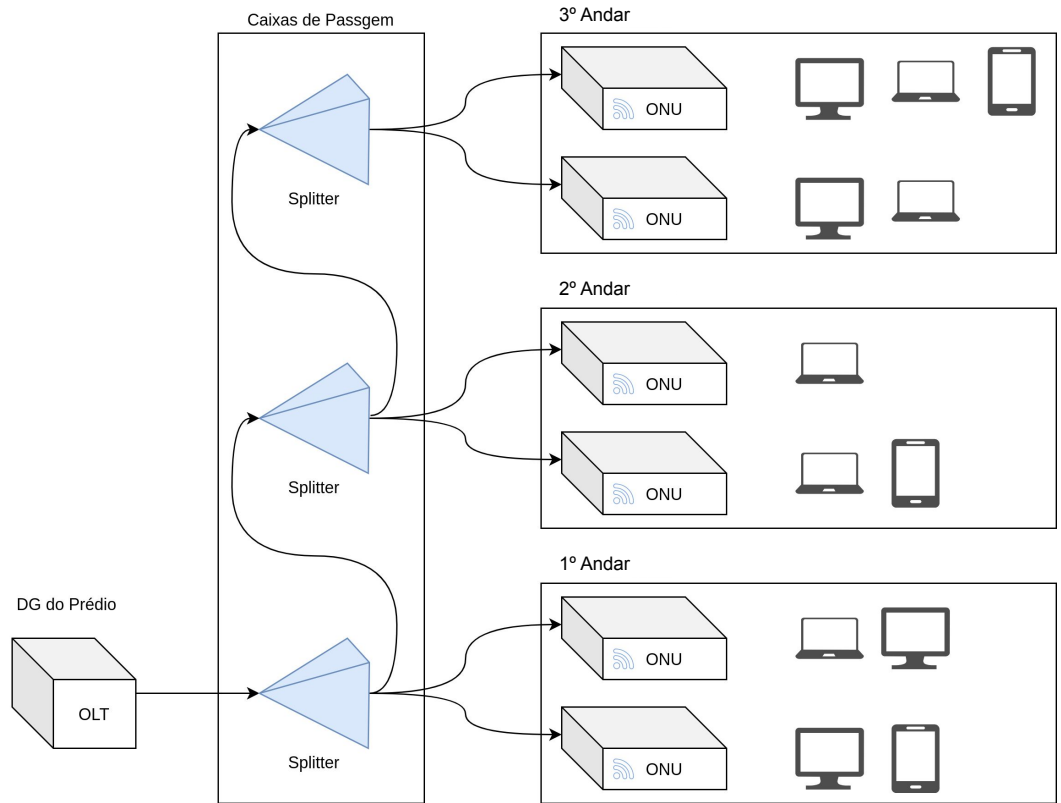 Caixas de Passgem
3º Andar
ONU
Splitter
ONU
2º Andar
ONU
Splitter
ONU
1º Andar
DG do Prédio
ONU
OLT
Splitter
ONU